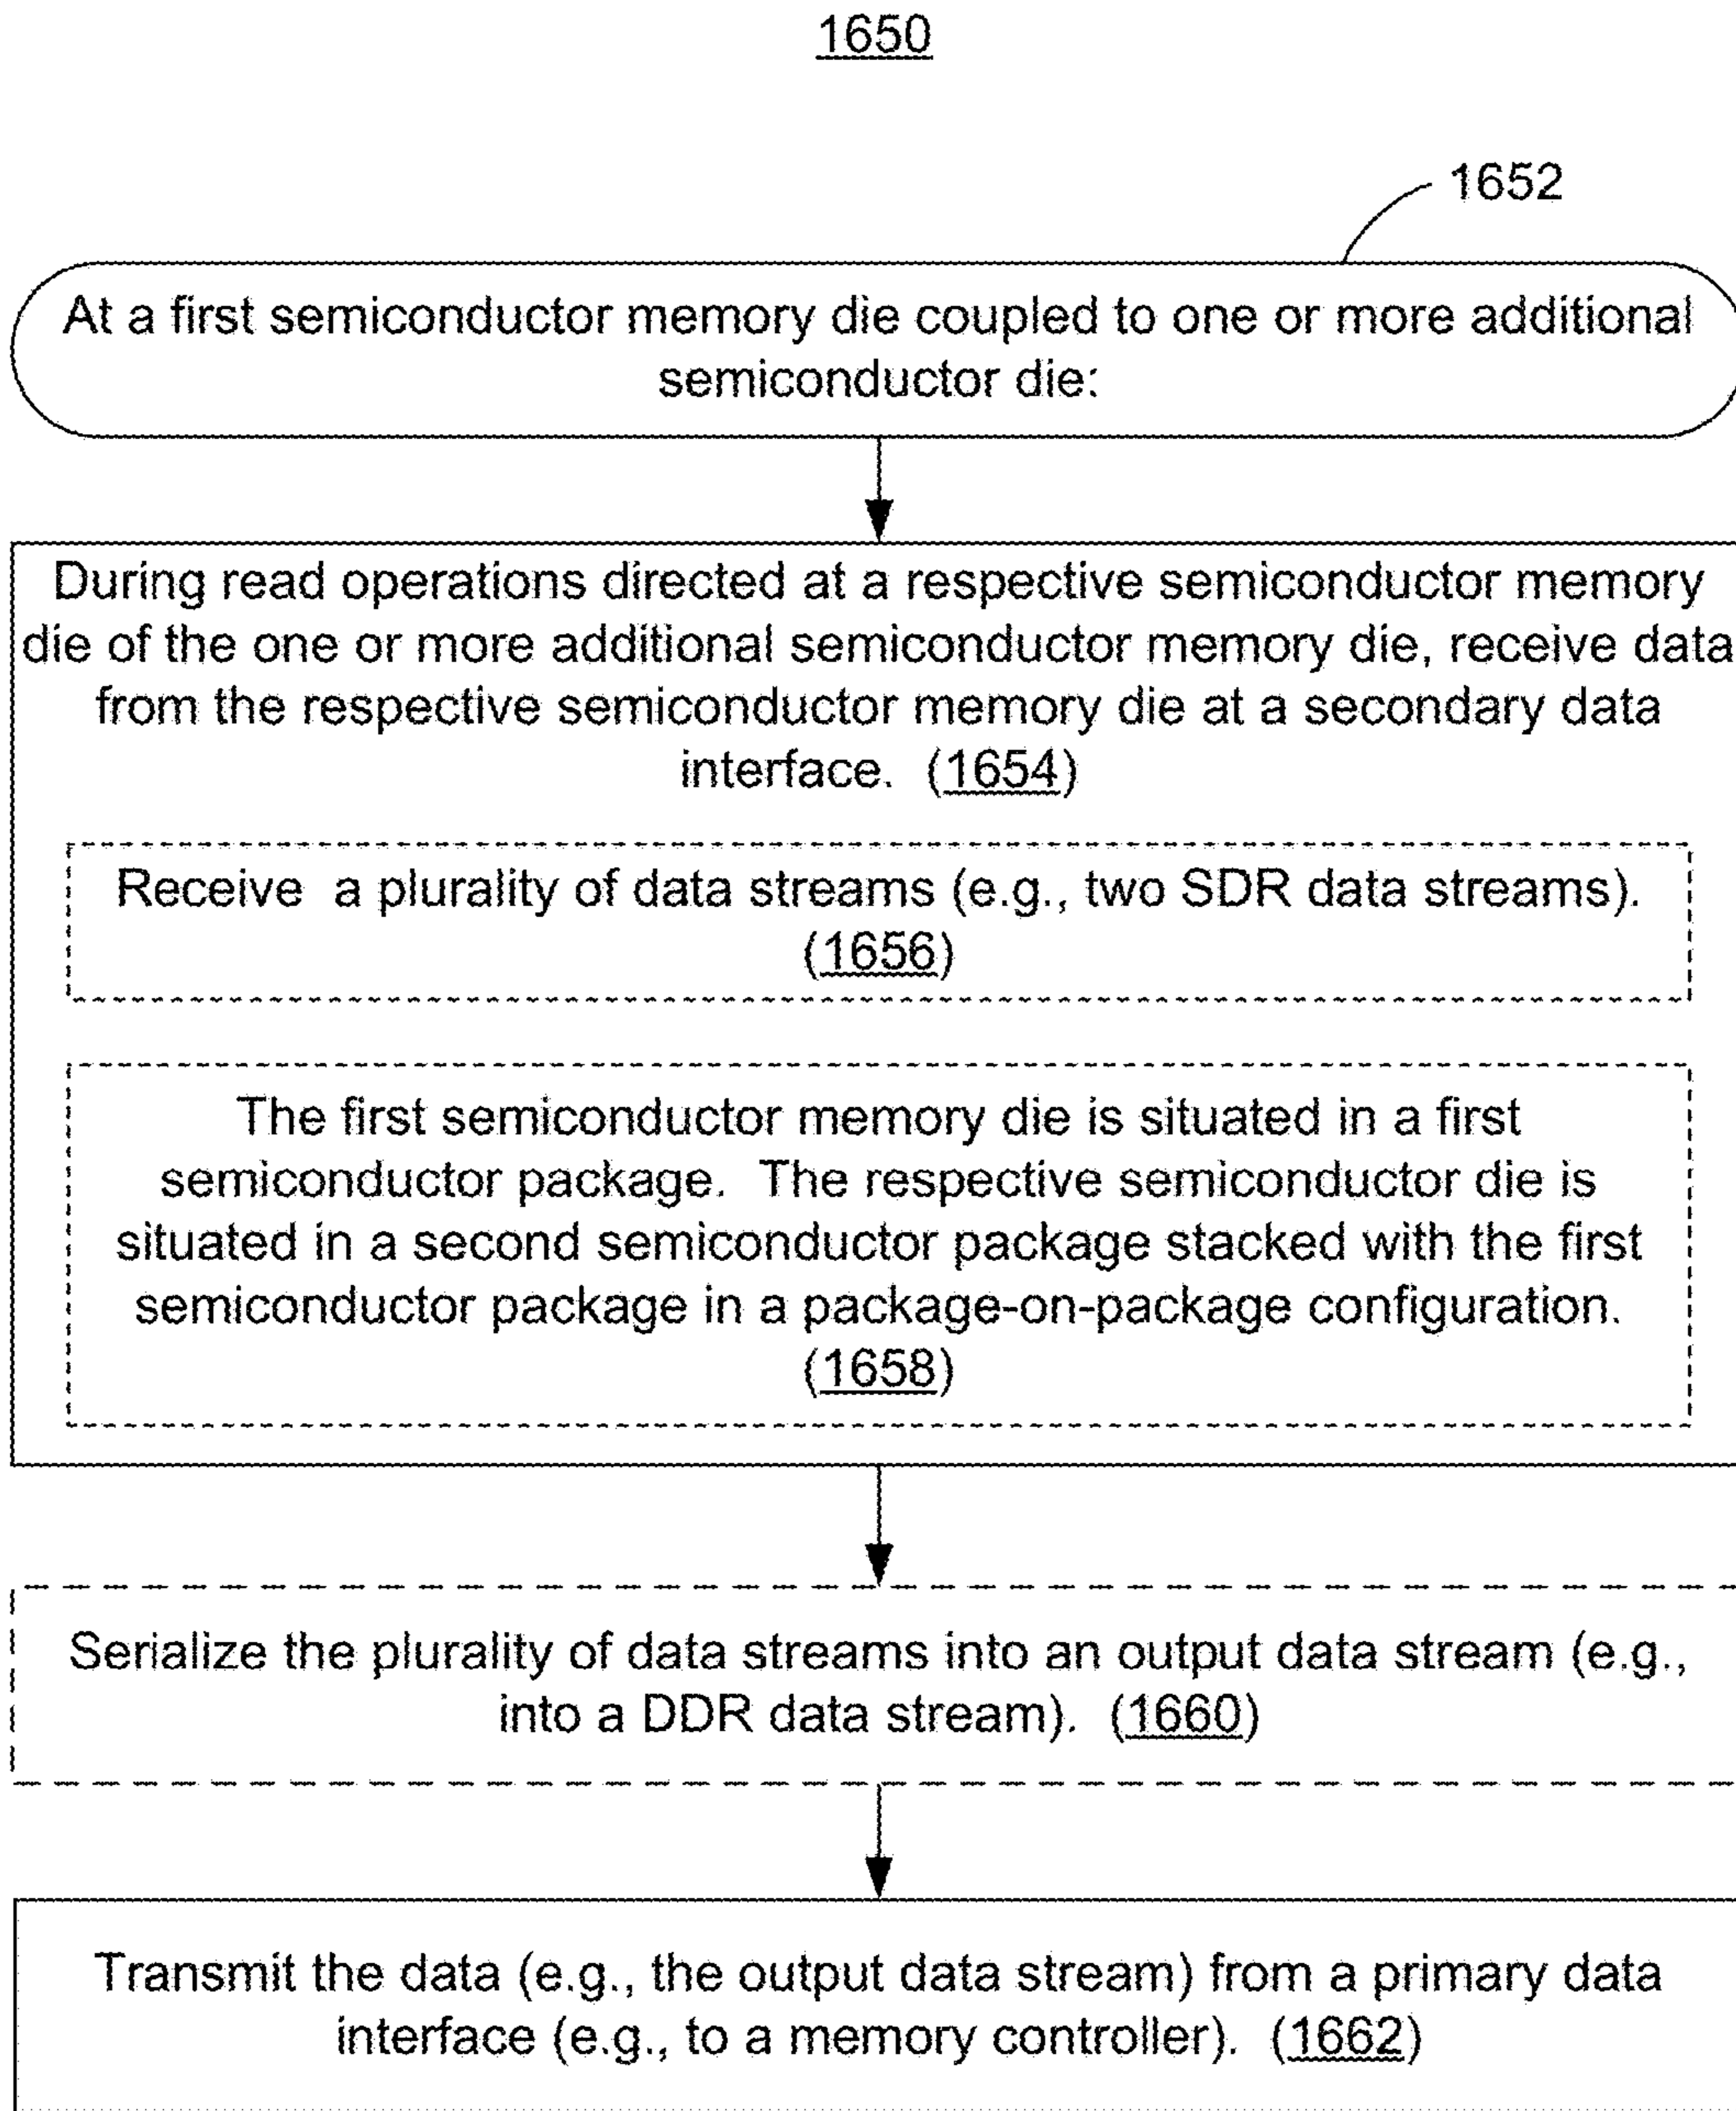 1650
1652
At a first semiconductor memory die coupled to one or more additional
semiconductor die:
During read operations directed at a respective semiconductor memory
die of the one or more additional semiconductor memory die, receive data
from the respective semiconductor memory die at a secondary data
interface. (1654)
Receive a plurality of data streams (e.g., two SDR data streams).
(1656)
The first semiconductor memory die is situated in a first
semiconductor package. The respective semiconductor die is
situated in a second semiconductor package stacked with the first
semiconductor package in a package-on-package configuration.
(1658)
Serialize the plurality of data streams into an output data stream (e.g.,
into a DDR data stream). (1660)
Transmit the data (e.g., the output data stream) from a primary data
interface (e.g., to a memory controller). (1662)